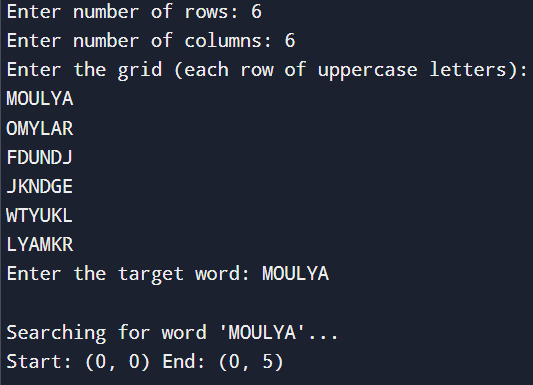 Enter number of rows: 6
Enter number of columns: 6
Enter the grid (each row of uppercase letters):
MOULYA
OMYLAR
FDUNDJ
JKNDGE
WTYUKL
LYAMKR
Enter the target word: MOULYA
Searching for word 'MOULYA'...
Start: (0, 0) End: (0, 5)